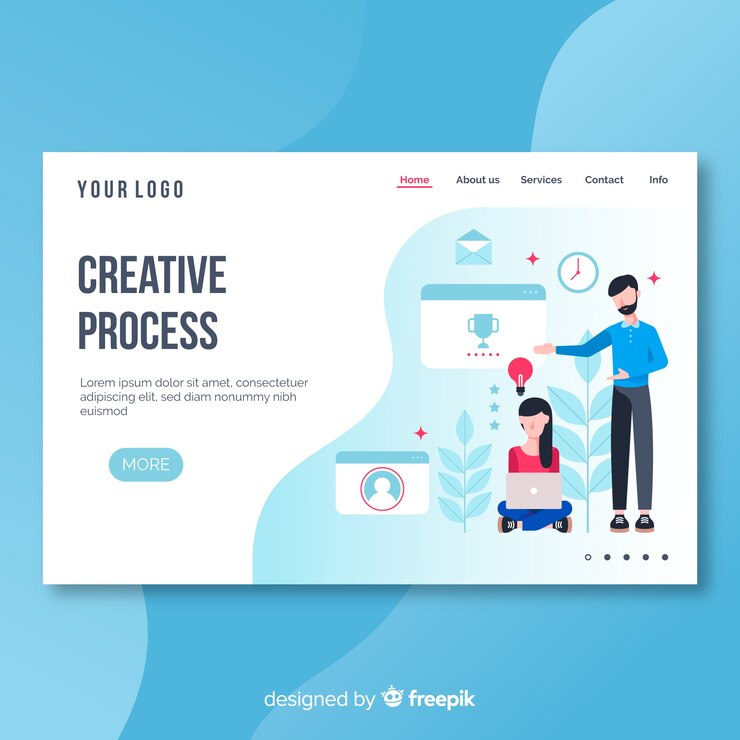 YOUR LOGO
Home About us Services Contact Info
CREATIVE
PROCESS
Lorem ipsum dolor sit amet, consectetuer
adipiscing elit, sed diam nonummy nibh
euismod
MORE
designed by freepik